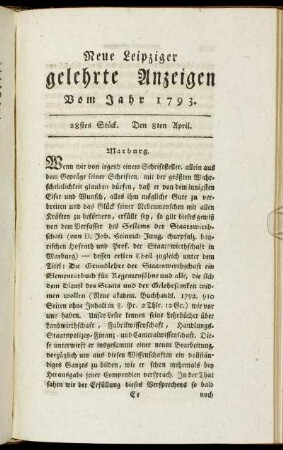 Neue Leipziger
gelehrte Anzeigen
Vom Jahr 1793.
28stes Stück. Den 8ten April.
Marburg.
Wenn wir von irgend einem Schriftsteller, allein aus
dem Gepräge seiner Schriften, mit der größten Wahr-
scheinlichkeit glauben dürfen, daß er von dem innigsten
Eifer und Wunsch, alles ihm mögliche Gute zu ver-
breiten und das Glück seiner Nebenmenschen mit allen
Kräften zu befördern, erfüllt sey, so gilt dieses gewiß
von dem Verfasser des Systems der Staatswirth-
schaft (von D. Joh. Heinrich Jung, churpfalz. bay-
rischen Hofrath und Prof. der Staatswirthschaft in
Marburg) — dessen erster Theil zugleich unter dem
Titel: Die Grundlehre der Staatswirthschaft ein
Elementarbuch für Regentensöhne und alle, die sich
dem Dienst des Staats und der Gelehrsamkeit wid-
men wollen (Neue akadem. Buchhandl. 1792. 910
Seiten ohne Inhalt in 8. Pr. 2 Thlr. 12 Gr.) vor
uns haben. Unsre Leser kennen seine Lehrbücher über
Landwirthschaft, Fabrikwissenschaft, Handlungs-
Staatspolizey-Finanz- und Cameralwissenschaft. Die-
se unterwirft er insgesammt einer neuen Bearbeitung,
vorzüglich um aus diesen Wissenschaften ein vollstän-
diges Ganzes zu bilden, wie er schon mehrmals bey
Herausgabe jener Compendien versprach. In der That
sahen wir der Erfüllung dieses Versprechens so bald
Ee noch